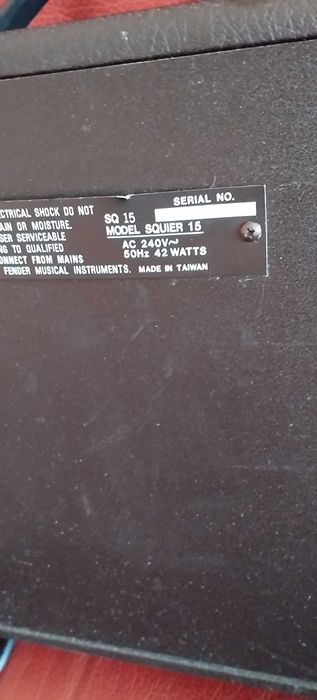 ECTRICAL SHOCK DO NOT
AIN OR MOISTURE.
SER SERVICEABLE
NG TO QUALIFIED
ONNECT FROM MAINS
FENDER MUSICAL INSTRUMENTS. MADE IN TAIWAN
SERIAL NO.
SQ 15
MODEL SQUIER 15
AC 240V~
50Hz 42 WATTS